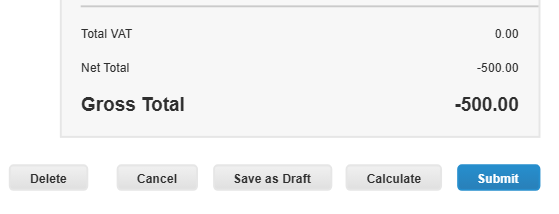 Total VAT 0.00
Net Total -500.00
Gross Total -500.00
Delete Cancel Save as Draft Calculate Submit